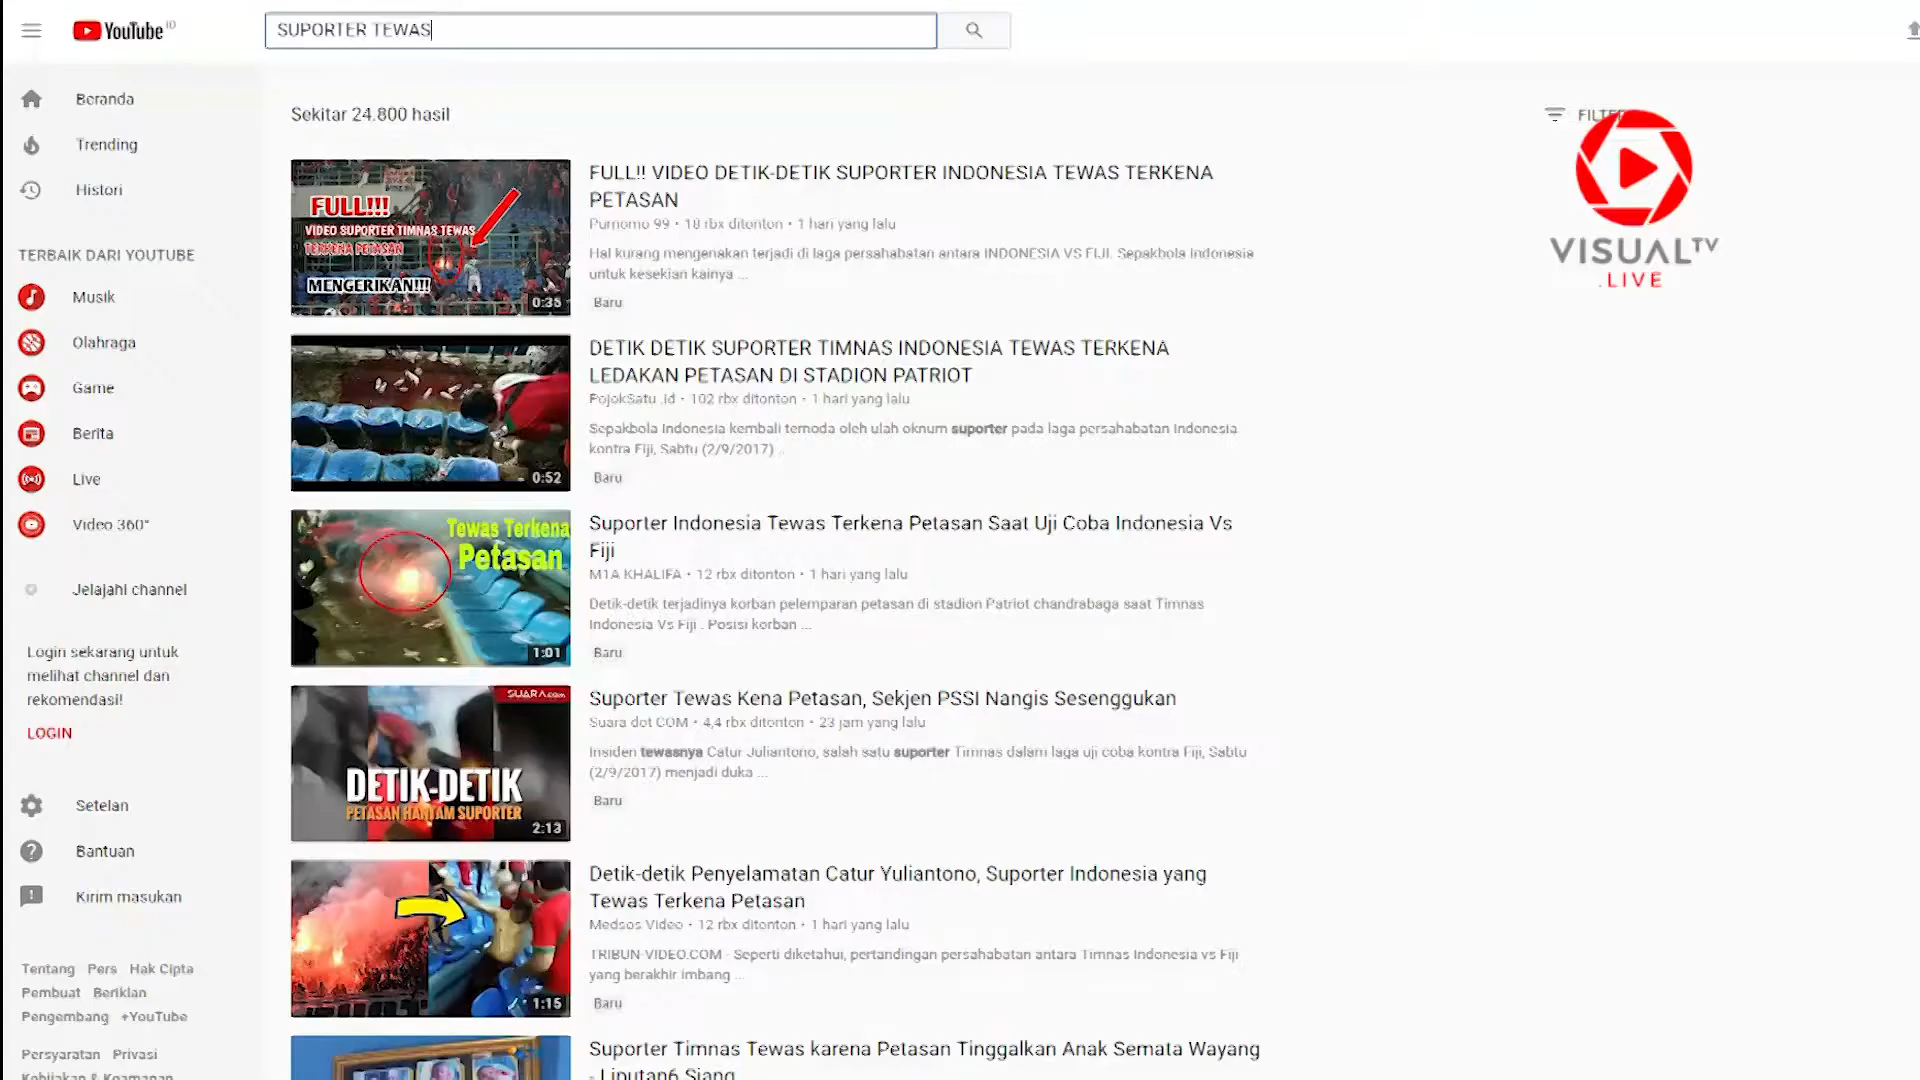 YouTube ID
SUPORTER TEWAS
Beranda
Trending
Histori
TERBAIK DARI YOUTUBE
Musik
Olahraga
Game
Berita
Live
Video 360°
Jelajahi channel
Login sekarang untuk
melihat channel dan
rekomendasi!
LOGIN
Setelan
Bantuan
Kirim masukan
Tentang Pers Hak Cipta
Pembuat Beriklan
Pengembang +YouTube
Persyaratan Privasi
Kebijakan & Keamanan
Sekitar 24.800 hasil
FILTER
VISUALTV
.LIVE
FULL!!!
VIDEO SUPORTER TIMNAS TEWAS
TERKENA PETASAN
MENGERIKAN!!!
0:35
FULL!! VIDEO DETIK-DETIK SUPORTER INDONESIA TEWAS TERKENA
PETASAN
Purnomo 99 • 18 rbx ditonton • 1 hari yang lalu
Hal kurang mengenakan terjadi di laga persahabatan antara INDONESIA VS FIJI. Sepakbola Indonesia
untuk kesekian kainya ...
Baru
0:52
DETIK DETIK SUPORTER TIMNAS INDONESIA TEWAS TERKENA
LEDAKAN PETASAN DI STADION PATRIOT
PojokSatu .id • 102 rbx ditonton • 1 hari yang lalu
Sepakbola Indonesia kembali ternoda oleh ulah oknum suporter pada laga persahabatan Indonesia
kontra Fiji, Sabtu (2/9/2017) ..
Baru
Tewas Terkena
Petasan
1:01
Suporter Indonesia Tewas Terkena Petasan Saat Uji Coba Indonesia Vs
Fiji
M1A KHALIFA • 12 rbx ditonton • 1 hari yang lalu
Detik-detik terjadinya korban pelemparan petasan di stadion Patriot chandrabaga saat Timnas
Indonesia Vs Fiji . Posisi korban ...
Baru
SUARA.com
DETIK-DETIK
PETASAN HANTAM SUPORTER
2:13
Suporter Tewas Kena Petasan, Sekjen PSSI Nangis Sesenggukan
Suara dot COM • 4,4 rbx ditonton • 23 jam yang lalu
Insiden tewasnya Catur Juliantono, salah satu suporter Timnas dalam laga uji coba kontra Fiji, Sabtu
(2/9/2017) menjadi duka ...
Baru
1:15
Detik-detik Penyelamatan Catur Yuliantono, Suporter Indonesia yang
Tewas Terkena Petasan
Medsos Video • 12 rbx ditonton • 1 hari yang lalu
TRIBUN-VIDEO.COM - Seperti diketahui, pertandingan persahabatan antara Timnas Indonesia vs Fiji
yang berakhir imbang ...
Baru
Suporter Timnas Tewas karena Petasan Tinggalkan Anak Semata Wayang
- Liputan6 Siang